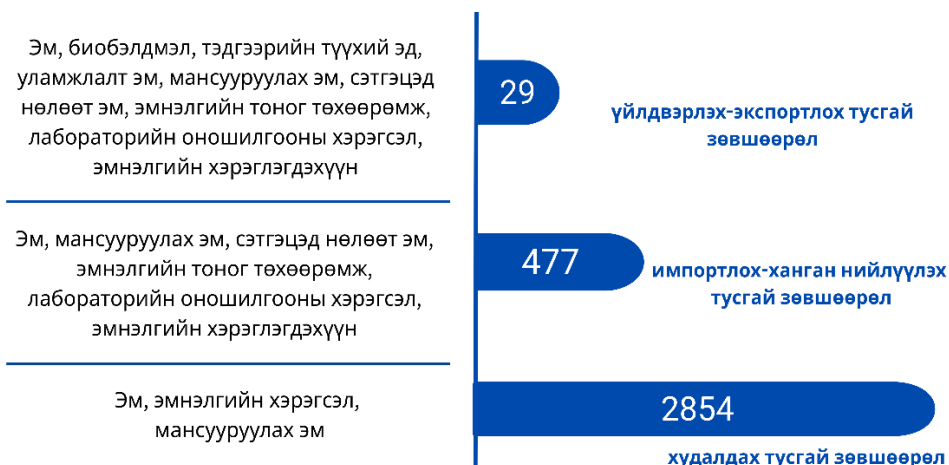 Эм, биобэлдмэл, тэдгээрийн түүхий эд,
уламжлалт эм, мансууруулах эм, сэтгэцэд
нөлөөт эм, эмнэлгийн тоног төхөөрөмж,
лабораторийн оношилгооны хэрэгсэл,
эмнэлгийн хэрэглэгдэхүүн
29
үйлдвэрлэх-экспортлох тусгай
зөвшөөрөл
Эм, мансууруулах эм, сэтгэцэд нөлөөт эм,
эмнэлгийн тоног төхөөрөмж,
лабораторийн оношилгооны хэрэгсэл,
эмнэлгийн хэрэглэгдэхүүн
477
импортлох-ханган нийлүүлэх
тусгай зөвшөөрөл
Эм, эмнэлгийн хэрэгсэл,
мансууруулах эм
2854
худалдах тусгай зөвшөөрөл